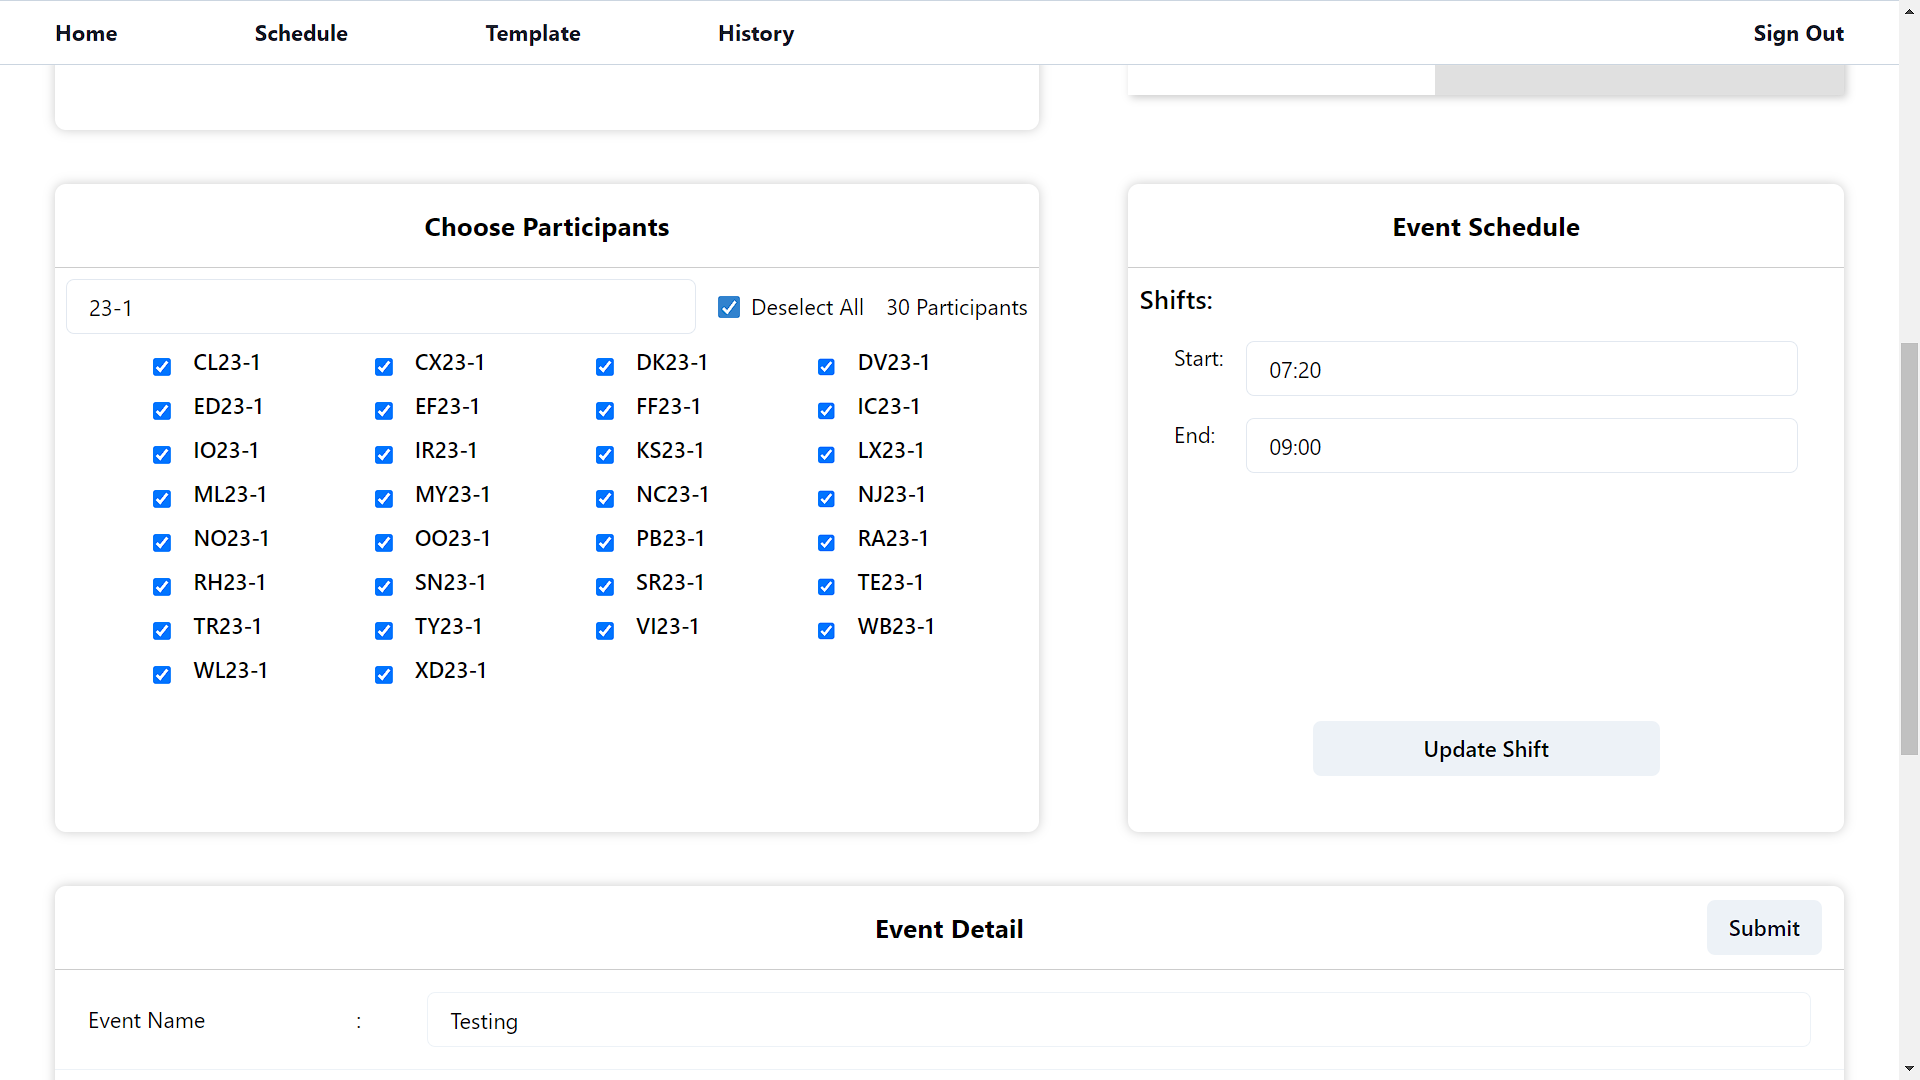 Home Schedule Template History Sign Out
Choose Participants
23-1
Deselect All 30 Participants
CL23-1 CX23-1 DK23-1 DV23-1
ED23-1 EF23-1 FF23-1 IC23-1
IO23-1 IR23-1 KS23-1 LX23-1
ML23-1 MY23-1 NC23-1 NJ23-1
NO23-1 OO23-1 PB23-1 RA23-1
RH23-1 SN23-1 SR23-1 TE23-1
TR23-1 TY23-1 VI23-1 WB23-1
WL23-1 XD23-1
Event Schedule
Shifts:
Start: 07:20
End: 09:00
Update Shift
Event Detail
Submit
Event Name : Testing